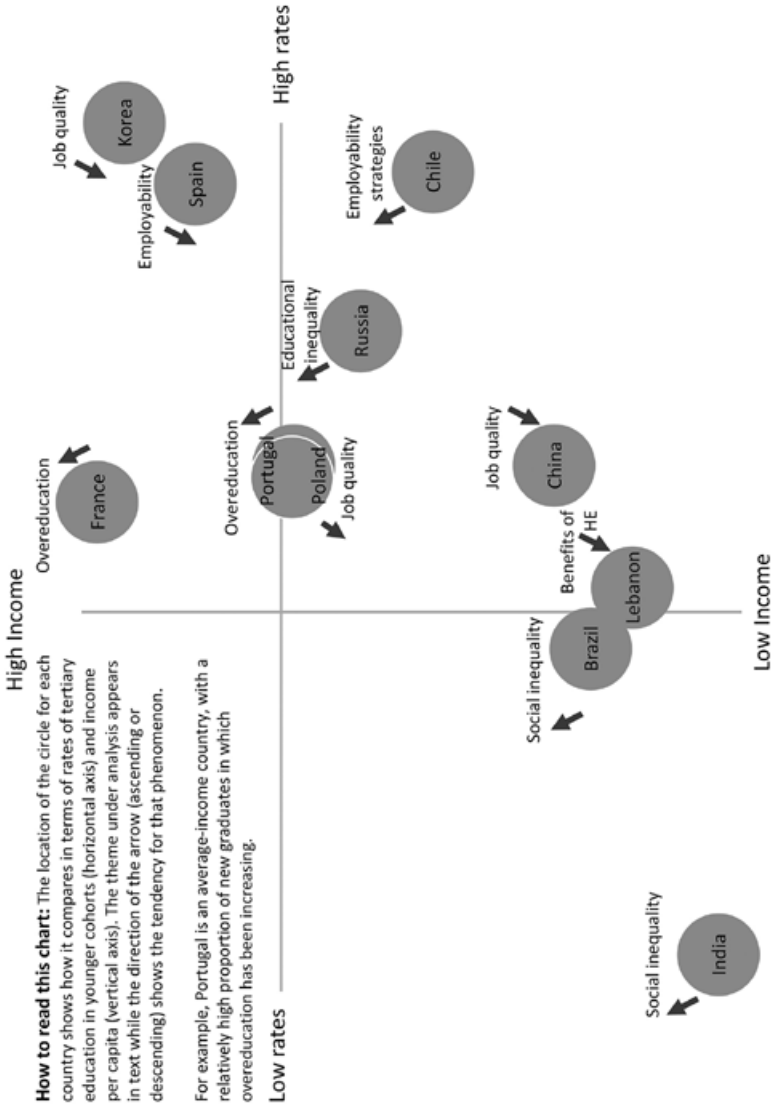 High Income
How to read this chart: The location of the circle for each
country shows how it compares in terms of rates of tertiary
education in younger cohorts (horizontal axis) and income
per capita (vertical axis). The theme under analysis appears
in text while the direction of the arrow (ascending or
descending) shows the tendency for that phenomenon.
For example, Portugal is an average-income country, with a
relatively high proportion of new graduates in which
overeducation has been increasing.
Overeducation
France
Job quality
Korea
Employability
Spain
Low rates
High rates
Overeducation
Portugal
Poland
Job quality
Educational
inequality
Russia
Employability
strategies
Chile
Job quality
China
Benefits of
HE
Lebanon
Social inequality
Brazil
Social inequality
India
Low Income